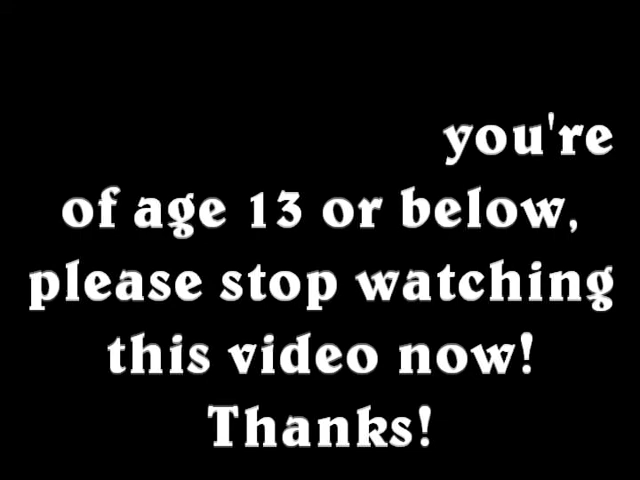 you're
of age 13 or below,
please stop watching
this video now!
Thanks!